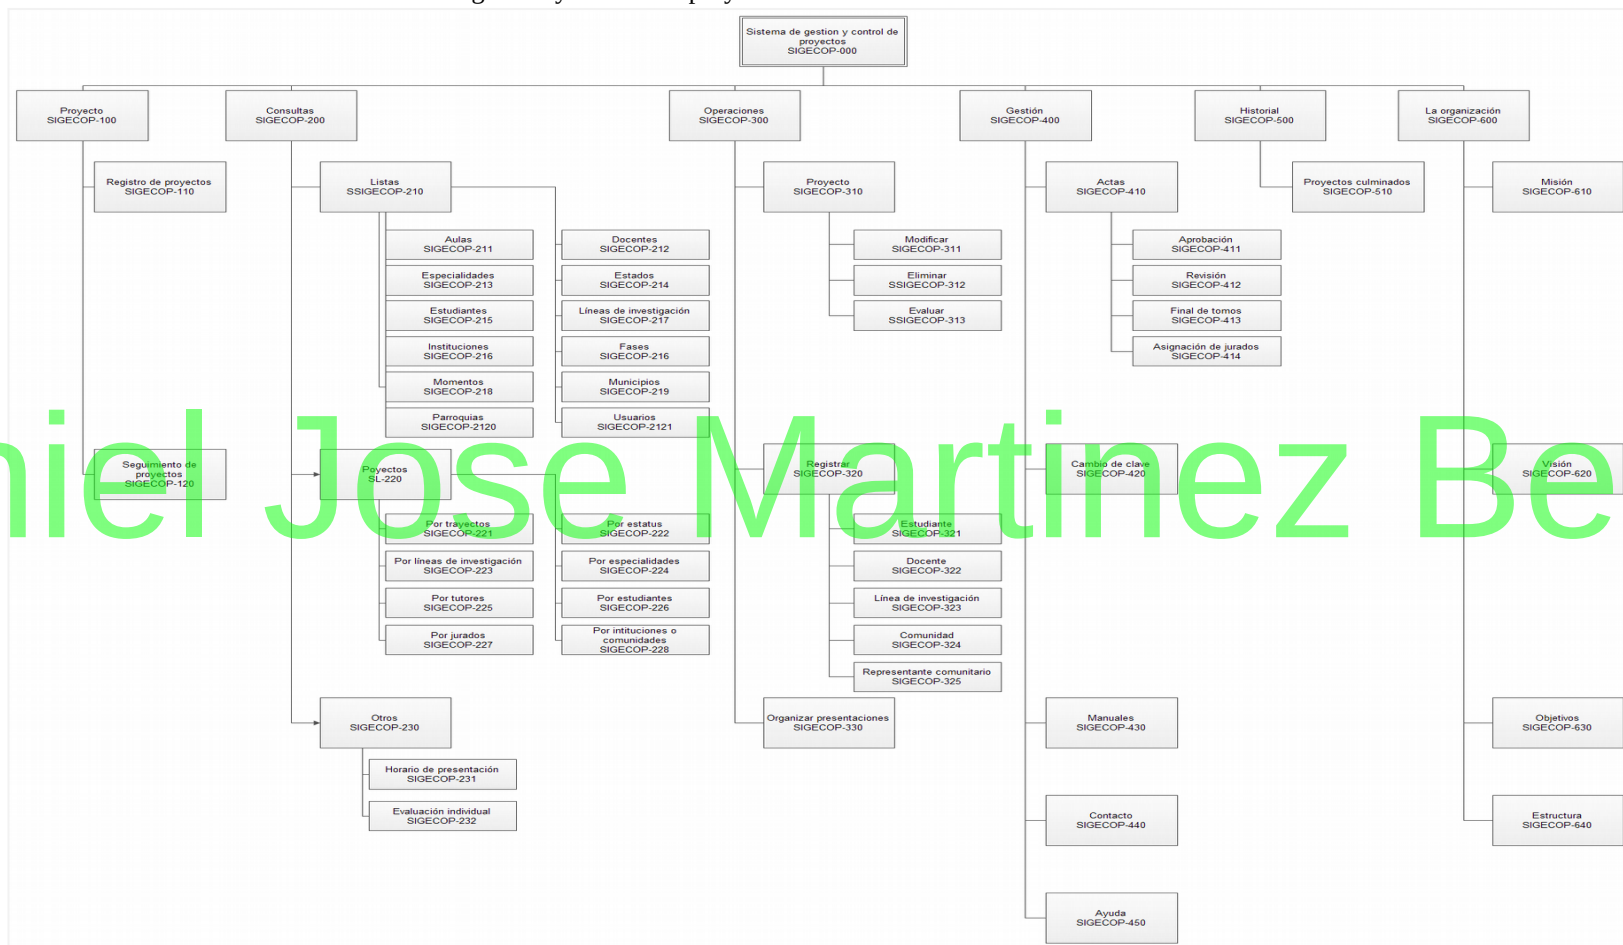 Sistema de gestion y control de
proyectos
SIGECOP-000
Proyecto
SIGECOP-100
Consultas
SIGECOP-200
Operaciones
SIGECOP-300
Gestión
SIGECOP-400
Historial
SIGECOP-500
La organización
SIGECOP-600
Registro de proyectos
SIGECOP-110
Listas
SSIGECOP-210
Proyecto
SIGECOP-310
Actas
SIGECOP-410
Proyectos culminados
SIGECOP-510
Misión
SIGECOP-610
Aulas
SIGECOP-211
Docentes
SIGECOP-212
Modificar
SIGECOP-311
Aprobación
SIGECOP-411
Especialidades
SIGECOP-213
Estados
SIGECOP-214
Eliminar
SSIGECOP-312
Revisión
SIGECOP-412
Estudiantes
SIGECOP-215
Líneas de investigación
SIGECOP-217
Evaluar
SSIGECOP-313
Final de tomos
SIGECOP-413
Instituciones
SIGECOP-216
Fases
SIGECOP-216
Asignación de jurados
SIGECOP-414
Momentos
SIGECOP-218
Municipios
SIGECOP-219
Parroquias
SIGECOP-2120
Usuarios
SIGECOP-2121
niel Jose Martinez Be
Seguimiento de
proyectos
SIGECOP-120
Poyectos
SL-220
Registrar
SIGECOP-320
Cambio de clave
SIGECOP-420
Visión
SIGECOP-620
Por trayectos
SIGECOP-221
Por estatus
SIGECOP-222
Estudiante
SIGECOP-321
Por líneas de investigación
SIGECOP-223
Por especialidades
SIGECOP-224
Docente
SIGECOP-322
Por tutores
SIGECOP-225
Por estudiantes
SIGECOP-226
Línea de investigación
SIGECOP-323
Por jurados
SIGECOP-227
Por intituciones o
comunidades
SIGECOP-228
Comunidad
SIGECOP-324
Representante comunitario
SIGECOP-325
Otros
SIGECOP-230
Organizar presentaciones
SIGECOP-330
Manuales
SIGECOP-430
Objetivos
SIGECOP-630
Horario de presentación
SIGECOP-231
Evaluación individual
SIGECOP-232
Contacto
SIGECOP-440
Estructura
SIGECOP-640
Ayuda
SIGECOP-450